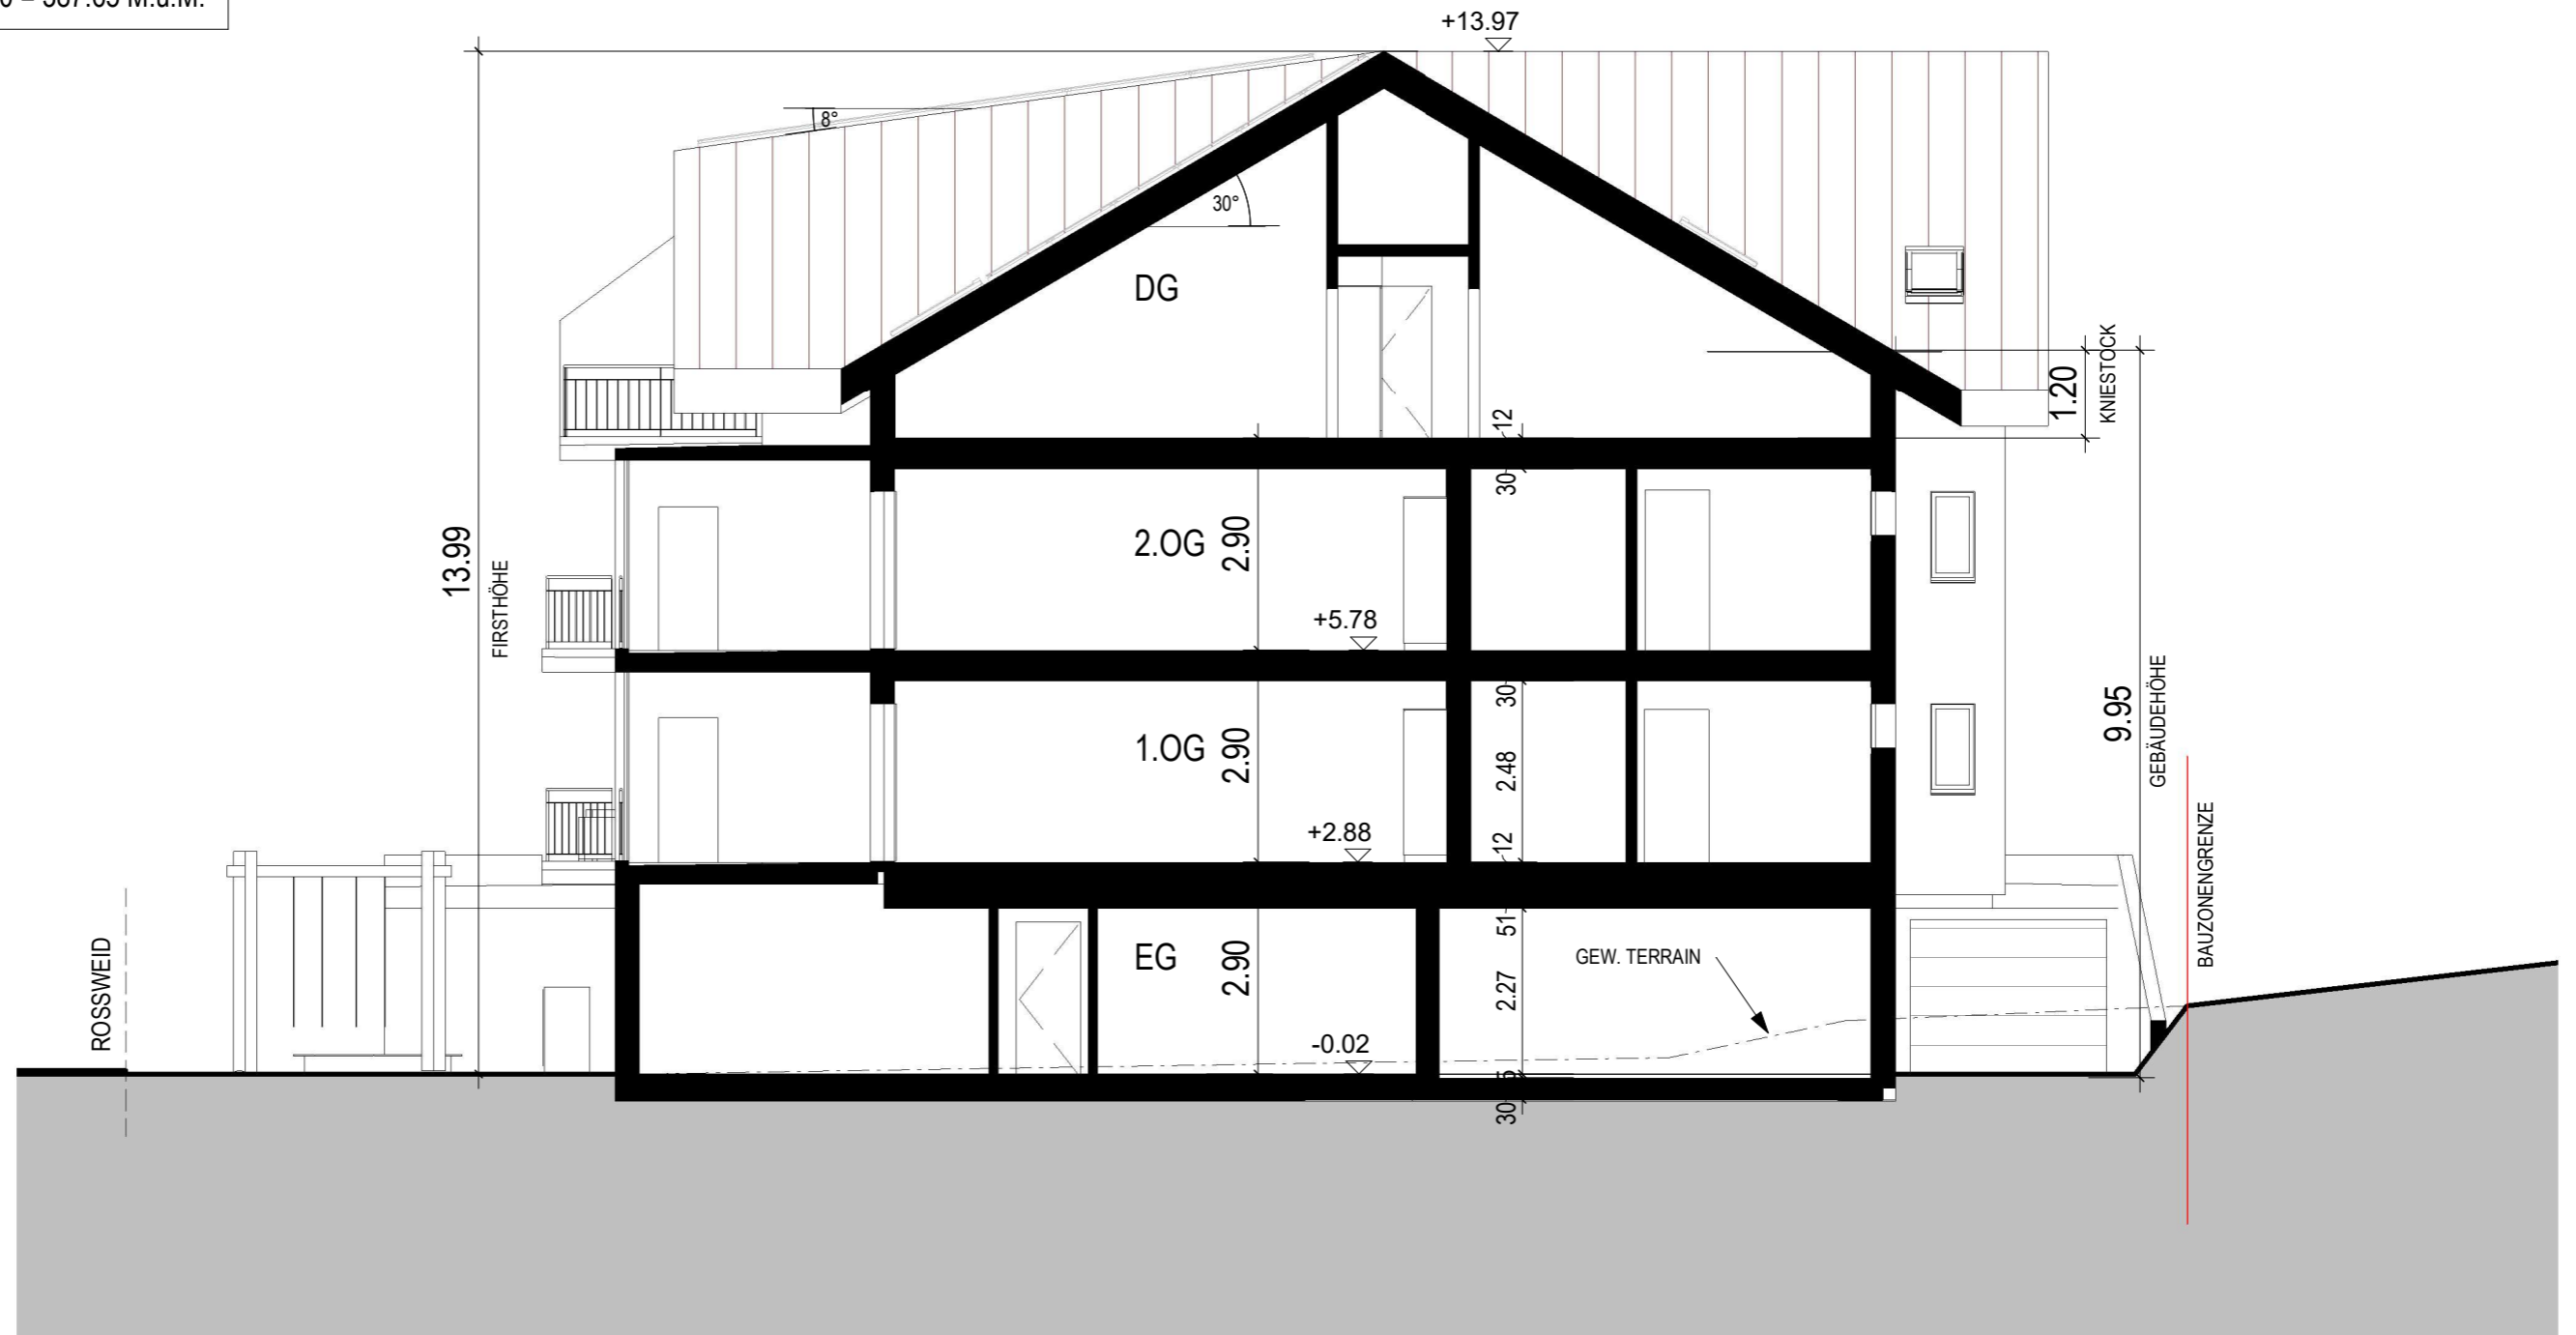 = 587.65 M.ü.M.
+13.97
8°
30°
DG
KNIESTOCK
1.20
12
30
2.OG
2.90
13.99
FIRSTHÖHE
+5.78
30
9.95
GEBÄUDEHÖHE
1.OG
2.90
2.48
+2.88
12
BAUZONENGRENZE
51
ROSSWEID
EG
2.90
GEW. TERRAIN
2.27
-0.02
30